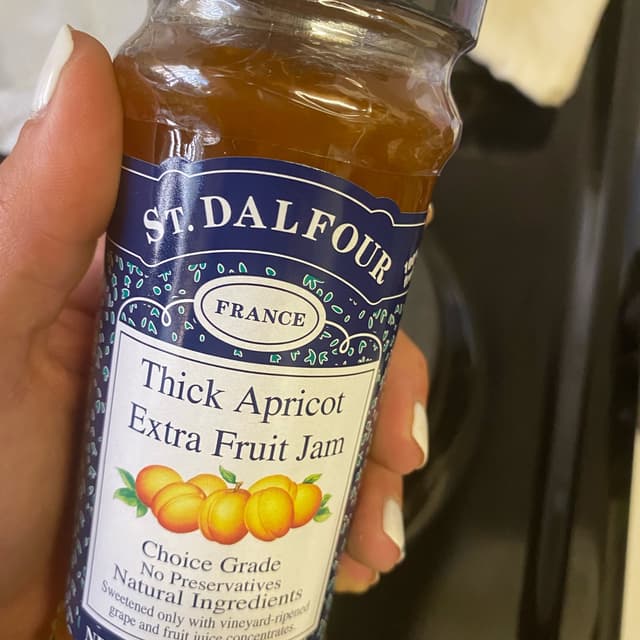 ST. DALFOUR
FRANCE
Thick Apricot
Extra Fruit Jam
Choice Grade
No Preservatives
Natural Ingredients
Sweetened only with vineyard-ripened
grape and fruit juice concentrates.